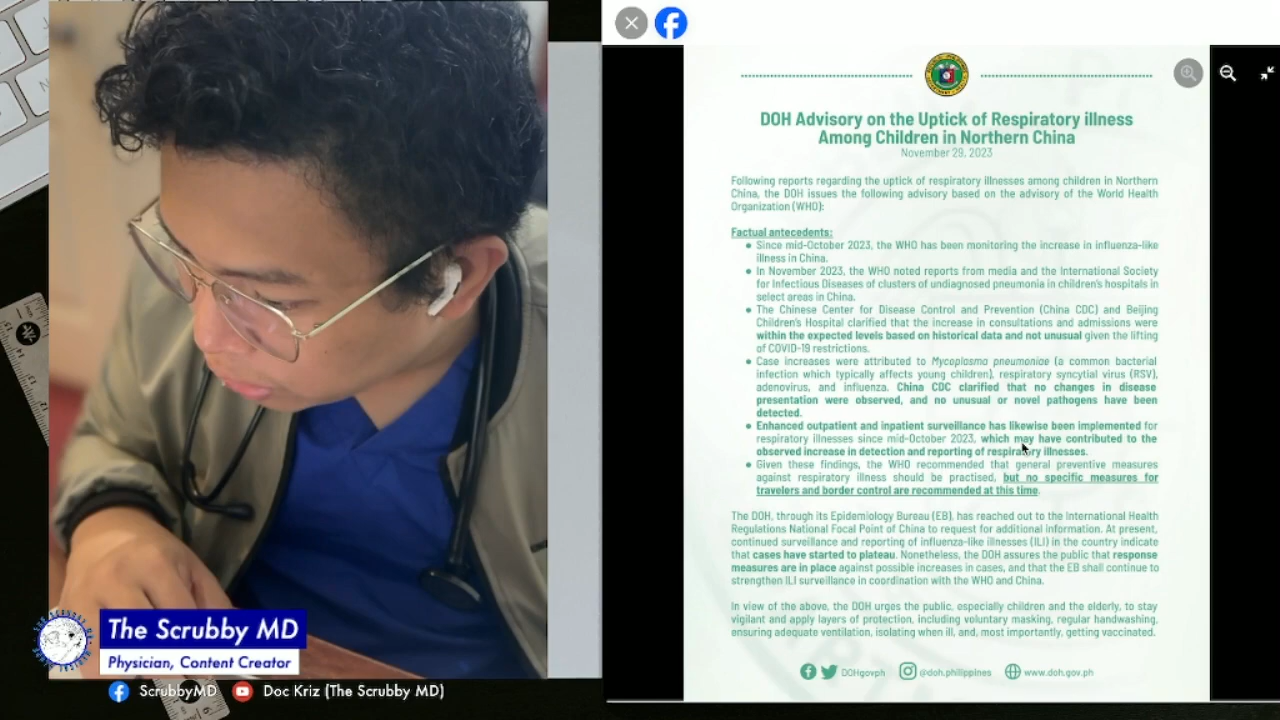 DOH Advisory on the Uptick of Respiratory illness
Among Children in Northern China
November 29, 2023
Following reports regarding the uptick of respiratory illnesses among children in Northern
China, the DOH issues the following advisory based on the advisory of the World Health
Organization (WHO):
Factual antecedents:
● Since mid-October 2023, the WHO has been monitoring the increase in influenza-like
illness in China.
● In November 2023, the WHO noted reports from media and the International Society
for Infectious Diseases of clusters of undiagnosed pneumonia in children's hospitals in
select areas in China.
● The Chinese Center for Disease Control and Prevention (China CDC) and Beijing
Children's Hospital clarified that the increase in consultations and admissions were
within the expected levels based on historical data and not unusual given the lifting
of COVID-19 restrictions.
● Case increases were attributed to Mycoplasma pneumoniae (a common bacterial
infection which typically affects young children), respiratory syncytial virus (RSV),
adenovirus, and influenza. China CDC clarified that no changes in disease
presentation were observed, and no unusual or novel pathogens have been
detected.
● Enhanced outpatient and inpatient surveillance has likewise been implemented for
respiratory illnesses since mid-October 2023, which may have contributed to the
observed increase in detection and reporting of respiratory illnesses.
● Given these findings, the WHO recommended that general preventive measures
against respiratory illness should be practised, but no specific measures for
travelers and border control are recommended at this time.
The DOH, through its Epidemiology Bureau (EB), has reached out to the International Health
Regulations National Focal Point of China to request for additional information. At present,
continued surveillance and reporting of influenza-like illnesses (ILI) in the country indicate
that cases have started to plateau. Nonetheless, the DOH assures the public that response
measures are in place against possible increases in cases, and that the EB shall continue to
strengthen ILI surveillance in coordination with the WHO and China.
In view of the above, the DOH urges the public, especially children and the elderly, to stay
vigilant and apply layers of protection, including voluntary masking, regular handwashing,
ensuring adequate ventilation, isolating when ill, and, most importantly, getting vaccinated.
DOHgovph @doh.philippines www.doh.gov.ph
The Scrubby MD
Physician, Content Creator
ScrubbyMD Doc Kriz (The Scrubby MD)